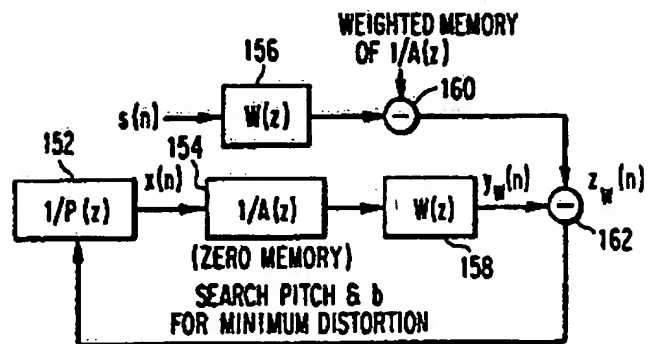 WEIGHTED MEMORY
OF 1/A(z)
156
160
s(n)
W(z)
152
154
x(n)
1/P(z)
1/A(z)
W(z)
y_w(n)
z_w(n)
162
(ZERO MEMORY)
158
SEARCH PITCH & b
FOR MINIMUM DISTORTION